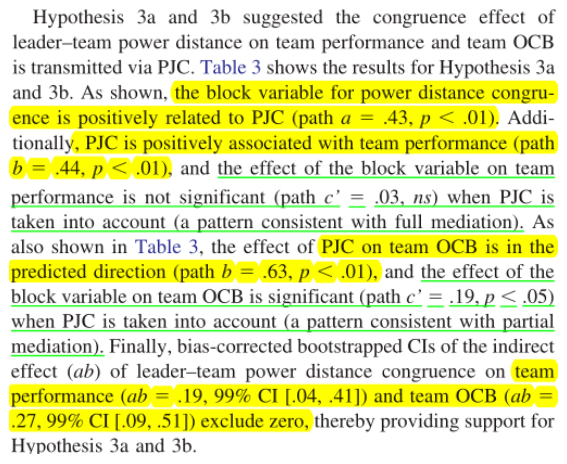 Hypothesis 3a and 3b suggested the congruence effect of
leader–team power distance on team performance and team OCB
is transmitted via PJC. Table 3 shows the results for Hypothesis 3a
and 3b. As shown, the block variable for power distance congru-
ence is positively related to PJC (path a = .43, p < .01). Addi-
tionally, PJC is positively associated with team performance (path
b = .44, p < .01), and the effect of the block variable on team
performance is not significant (path c’ = .03, ns) when PJC is
taken into account (a pattern consistent with full mediation). As
also shown in Table 3, the effect of PJC on team OCB is in the
predicted direction (path b = .63, p < .01), and the effect of the
block variable on team OCB is significant (path c’ = .19, p < .05)
when PJC is taken into account (a pattern consistent with partial
mediation). Finally, bias-corrected bootstrapped CIs of the indirect
effect (ab) of leader–team power distance congruence on team
performance (ab = .19, 99% CI [.04, .41]) and team OCB (ab =
.27, 99% CI [.09, .51]) exclude zero, thereby providing support for
Hypothesis 3a and 3b.